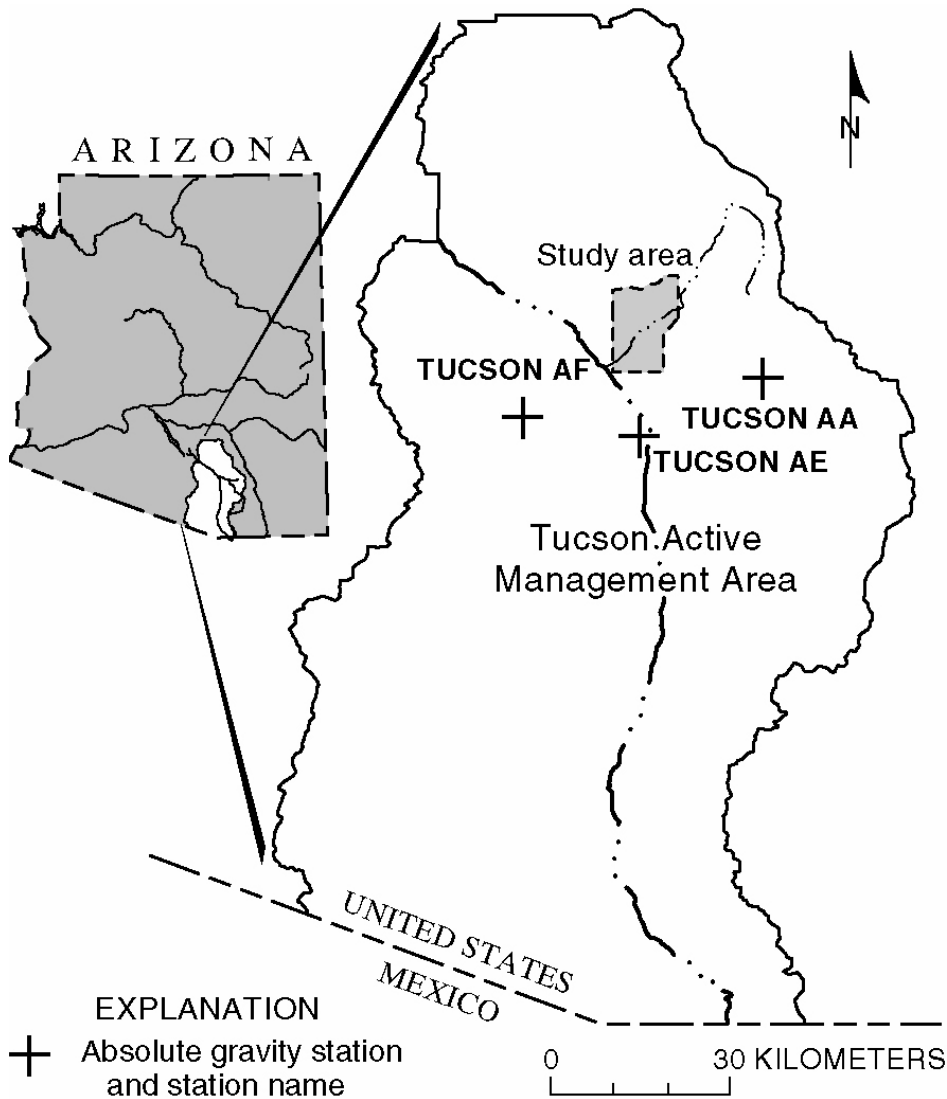 N
A R I Z O N A
Study area
TUCSON AF
TUCSON AA
TUCSON AE
Tucson Active
Management Area
UNITED STATES
MEXICO
EXPLANATION
Absolute gravity station
and station name
0 30 KILOMETERS